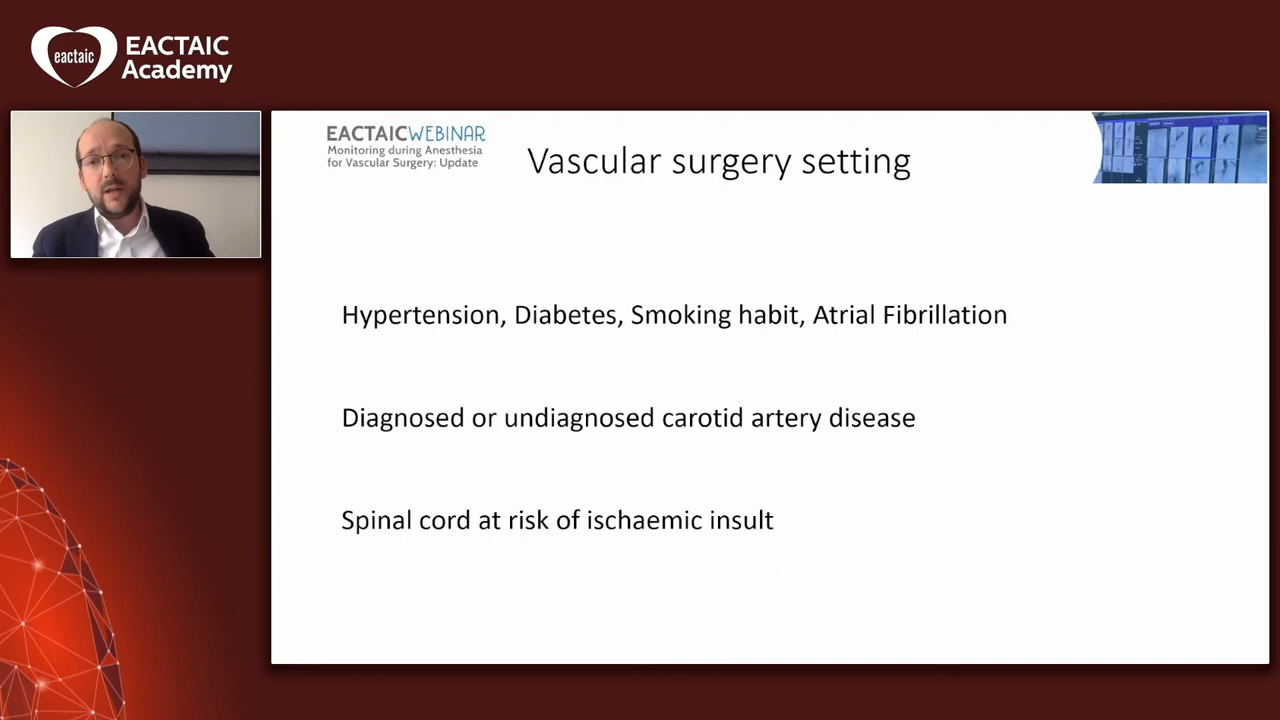 eactaic
EACTAIC
Academy
EACTAICWEBINAR
Monitoring during Anesthesia
for Vascular Surgery: Update
Vascular surgery setting
Hypertension, Diabetes, Smoking habit, Atrial Fibrillation
Diagnosed or undiagnosed carotid artery disease
Spinal cord at risk of ischaemic insult